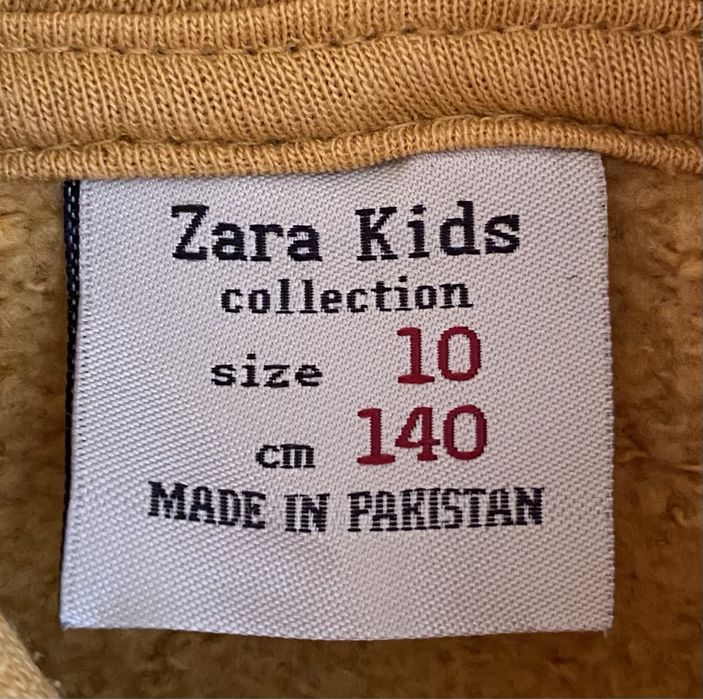 Zara Kids
collection
size 10
cm 140
MADE IN PAKISTAN